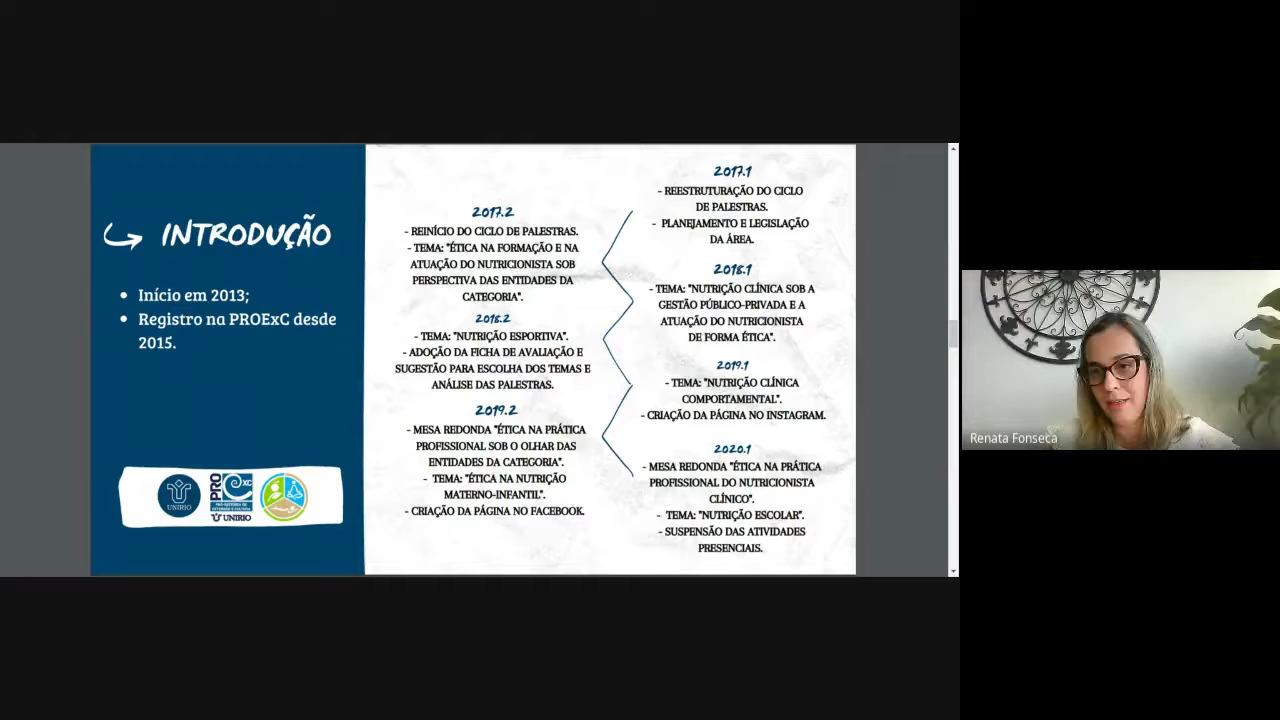 INTRODUÇÃO
Início em 2013;
Registro na PROExC desde
2015.
UNIRIO
PRO
EXC
PRÓ-REITORIA DE
EXTENSÃO E CULTURA
UNIRIO
2017.1
- REESTRUTURAÇÃO DO CICLO
DE PALESTRAS.
- PLANEJAMENTO E LEGISLAÇÃO
DA ÁREA.
2017.2
- REINÍCIO DO CICLO DE PALESTRAS.
- TEMA: "ÉTICA NA FORMAÇÃO E NA
ATUAÇÃO DO NUTRICIONISTA SOB
PERSPECTIVA DAS ENTIDADES DA
CATEGORIA".
2018.1
- TEMA: "NUTRIÇÃO CLÍNICA SOB A
GESTÃO PÚBLICO-PRIVADA E A
ATUAÇÃO DO NUTRICIONISTA
DE FORMA ÉTICA".
2018.2
- TEMA: "NUTRIÇÃO ESPORTIVA".
- ADOÇÃO DA FICHA DE AVALIAÇÃO E
SUGESTÃO PARA ESCOLHA DOS TEMAS E
ANÁLISE DAS PALESTRAS.
2019.1
- TEMA: "NUTRIÇÃO CLÍNICA
COMPORTAMENTAL".
- CRIAÇÃO DA PÁGINA NO INSTAGRAM.
2019.2
- MESA REDONDA "ÉTICA NA PRÁTICA
PROFISSIONAL SOB O OLHAR DAS
ENTIDADES DA CATEGORIA".
- TEMA: "ÉTICA NA NUTRIÇÃO
MATERNO-INFANTIL".
- CRIAÇÃO DA PÁGINA NO FACEBOOK.
2020.1
- MESA REDONDA "ÉTICA NA PRÁTICA
PROFISSIONAL DO NUTRICIONISTA
CLÍNICO".
- TEMA: "NUTRIÇÃO ESCOLAR".
- SUSPENSÃO DAS ATIVIDADES
PRESENCIAIS.
Renata Fonseca